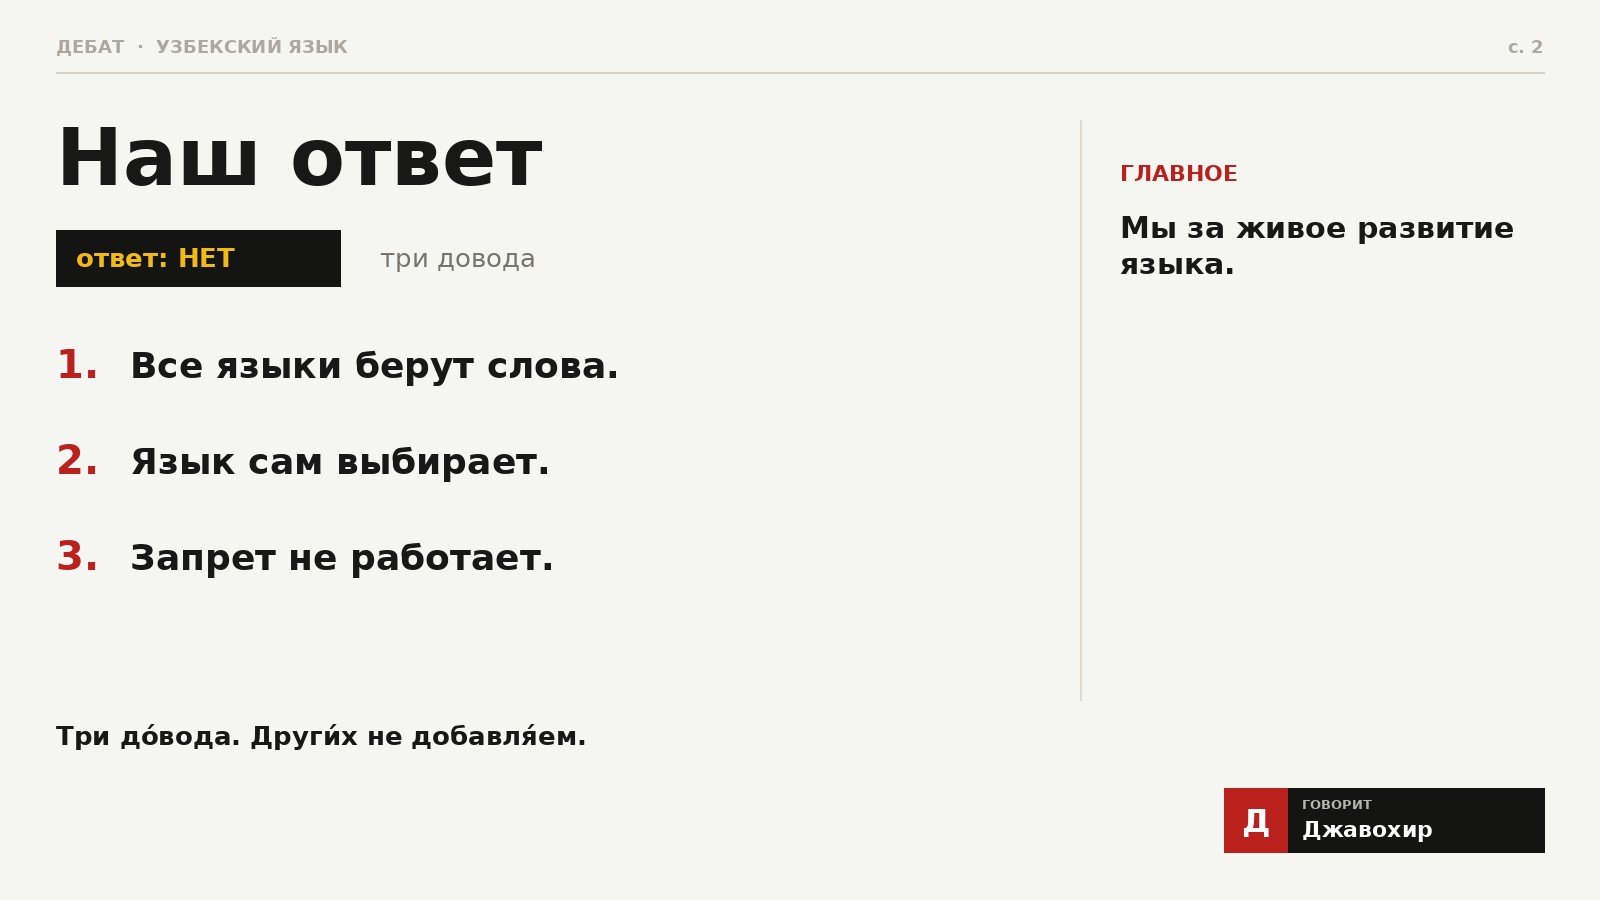 ДЕБАТ · УЗБЕКСКИЙ ЯЗЫК
с. 2
Наш ответ
ответ: НЕТ
три довода
1. Все языки берут слова.
2. Язык сам выбирает.
3. Запрет не работает.
Три до́вода. Други́х не добавля́ем.
ГЛАВНОЕ
Мы за живое развитие
языка.
Д
ГОВОРИТ
Джавохир